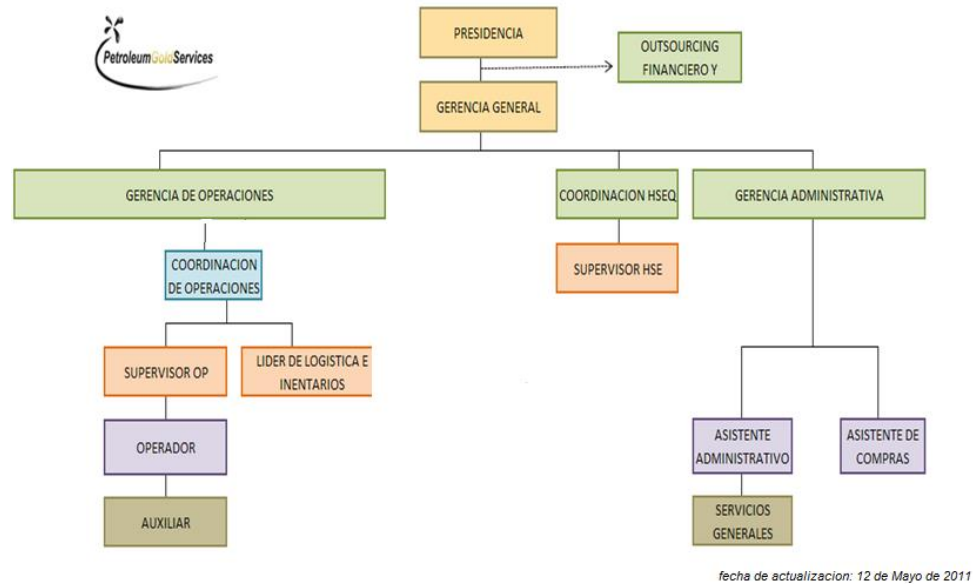 PetroleumGoldServices
PRESIDENCIA
OUTSOURCING
FINANCIERO Y
GERENCIA GENERAL
GERENCIA DE OPERACIONES
COORDINACION HSEQ
GERENCIA ADMINISTRATIVA
COORDINACION
DE OPERACIONES
SUPERVISOR HSE
SUPERVISOR OP
LIDER DE LOGISTICA E
INENTARIOS
OPERADOR
ASISTENTE
ADMINISTRATIVO
ASISTENTE DE
COMPRAS
AUXILIAR
SERVICIOS
GENERALES
fecha de actualizacion: 12 de Mayo de 2011